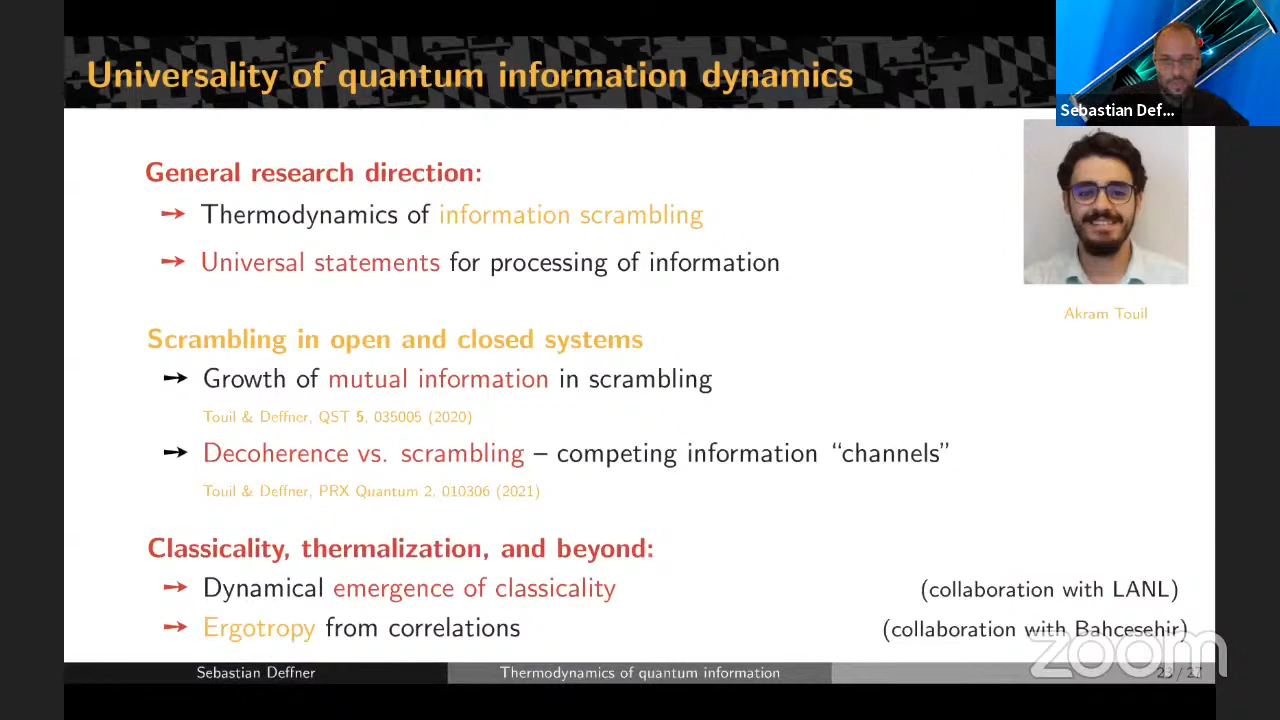 Universality of quantum information dynamics
Sebastian Def...
General research direction:
→ Thermodynamics of information scrambling
→ Universal statements for processing of information
Akram Touil
Scrambling in open and closed systems
→ Growth of mutual information in scrambling
Touil & Deffner, QST 5, 035005 (2020)
→ Decoherence vs. scrambling – competing information “channels”
Touil & Deffner, PRX Quantum 2, 010306 (2021)
Classicality, thermalization, and beyond:
→ Dynamical emergence of classicality (collaboration with LANL)
→ Ergotropy from correlations (collaboration with Bahcesehir)
zoom
Sebastian Deffner Thermodynamics of quantum information / 27